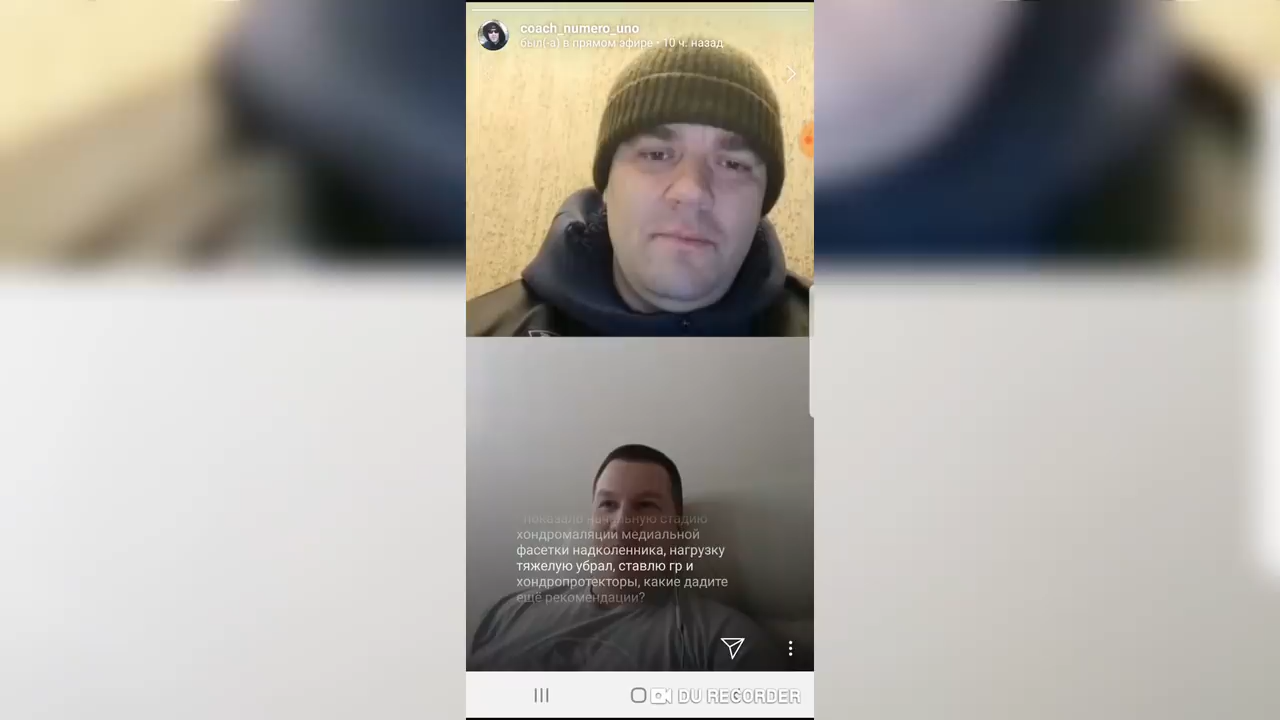 coach_numero_uno
был(-а) в прямом эфире • 10 ч. назад
показало начальную стадию
хондромаляции медиальной
фасетки надколенника, нагрузку
тяжелую убрал, ставлю гр и
хондропротекторы, какие дадите
ещё рекомендации?
DU RECORDER